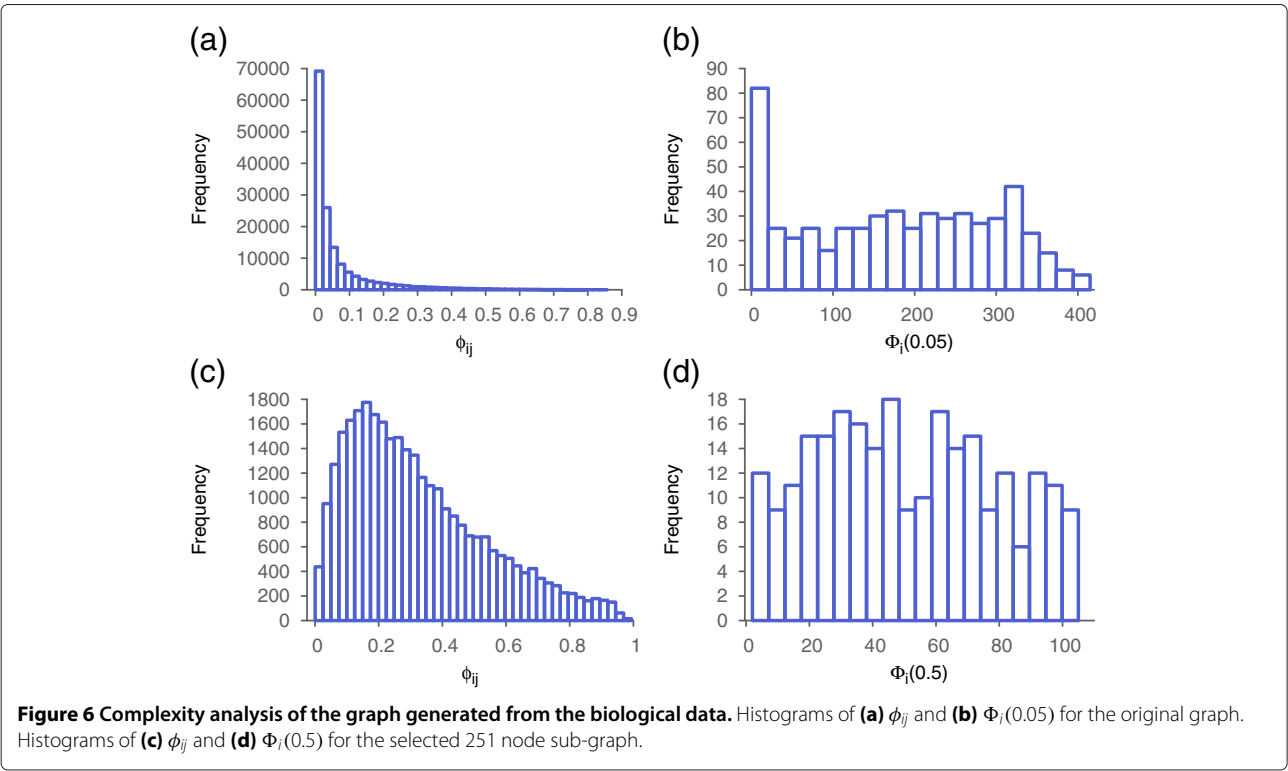 (a)
70000
60000
50000
40000
30000
20000
10000
0
Frequency
0 0.1 0.2 0.3 0.4 0.5 0.6 0.7 0.8 0.9
ϕij
(b)
90
80
70
60
50
40
30
20
10
0
Frequency
0 100 200 300 400
Φi(0.05)
(c)
1800
1600
1400
1200
1000
800
600
400
200
0
Frequency
0 0.2 0.4 0.6 0.8 1
ϕij
(d)
18
16
14
12
10
8
6
4
2
0
Frequency
0 20 40 60 80 100
Φi(0.5)
Figure 6 Complexity analysis of the graph generated from the biological data. Histograms of (a) ϕij and (b) Φi(0.05) for the original graph.
Histograms of (c) ϕij and (d) Φi(0.5) for the selected 251 node sub-graph.